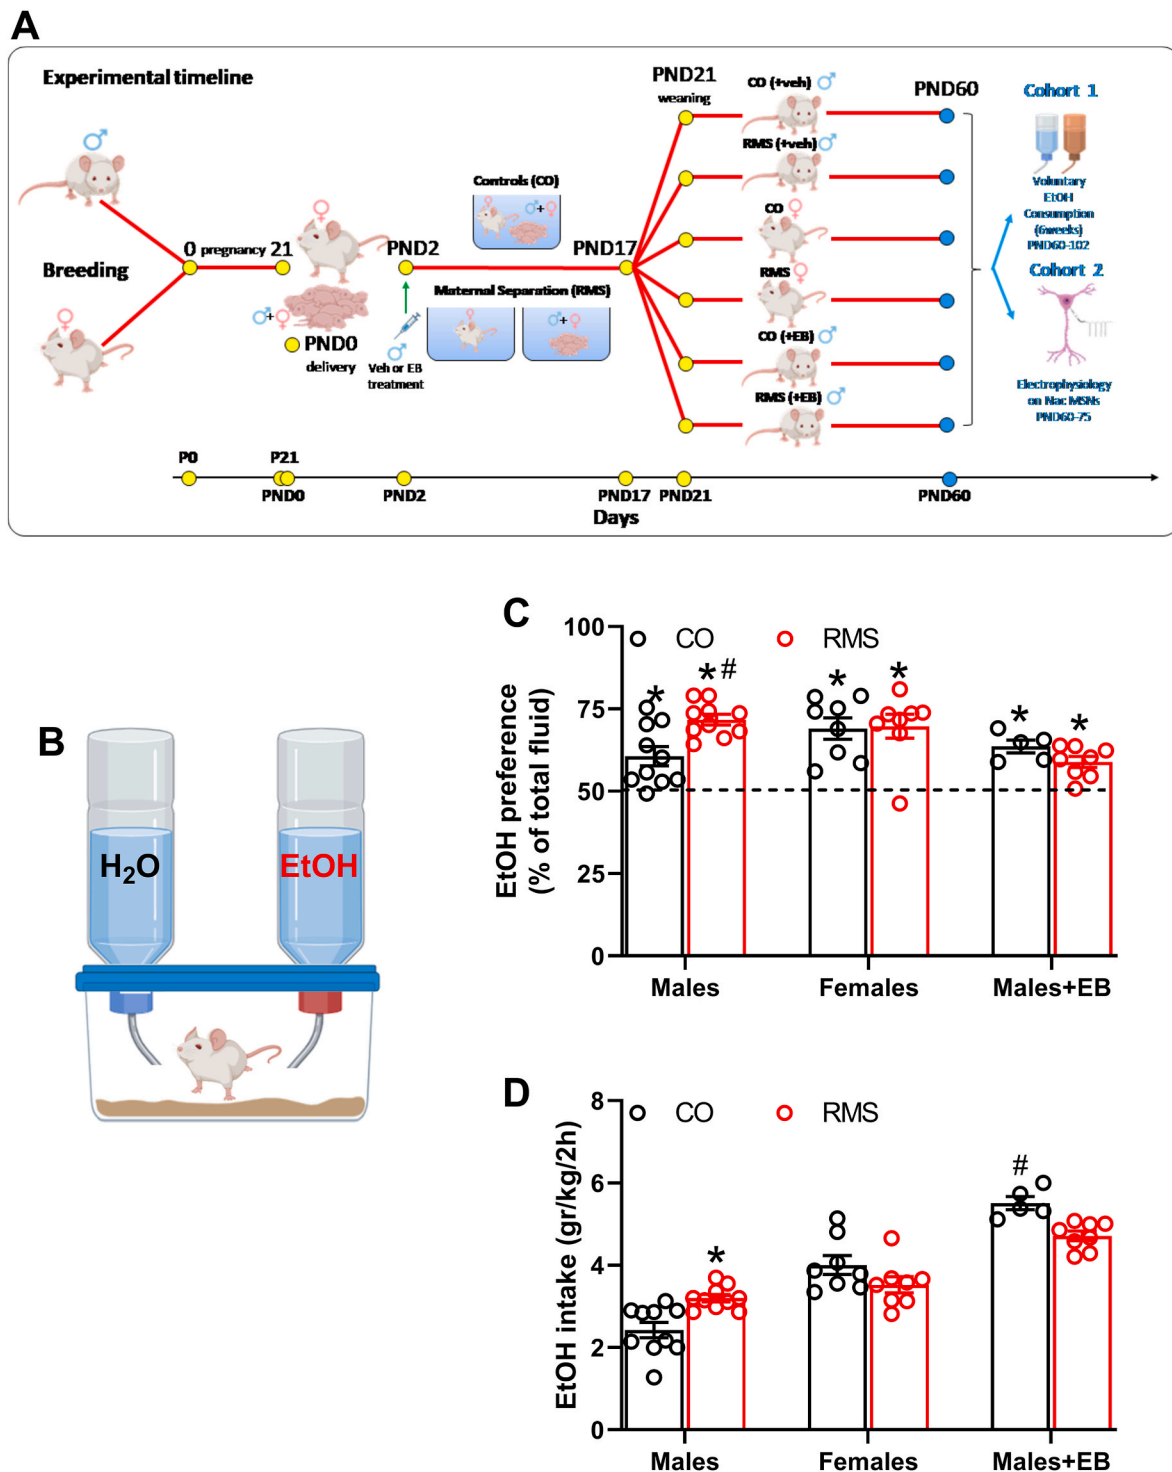 A
Experimental timeline
♂
♀
Breeding
0 pregnancy 21
♀
♂+♀
PND0
delivery
PND2
♂
Veh or EB
treatment
Controls (CO)
♀ ♂+♀
Maternal Separation (RMS)
♀ ♂+♀
PND17
PND21
weaning
CO (+veh) ♂
RMS (+veh) ♂
CO ♀
RMS ♀
CO (+EB) ♂
RMS (+EB) ♂
PND60
Cohort 1
Voluntary
EtOH
Consumption
(6weeks)
PND60-102
Cohort 2
Electrophysiology
on Nac MSNs
PND60-75
P0 P21
PND0 PND2 PND17 PND21 PND60
Days
B
H2O
EtOH
C
CO RMS
EtOH preference
(% of total fluid)
100
75
50
25
0
* * # * * * *
Males Females Males+EB
D
CO RMS
EtOH intake (gr/kg/2h)
8
6
4
2
0
* #
Males Females Males+EB